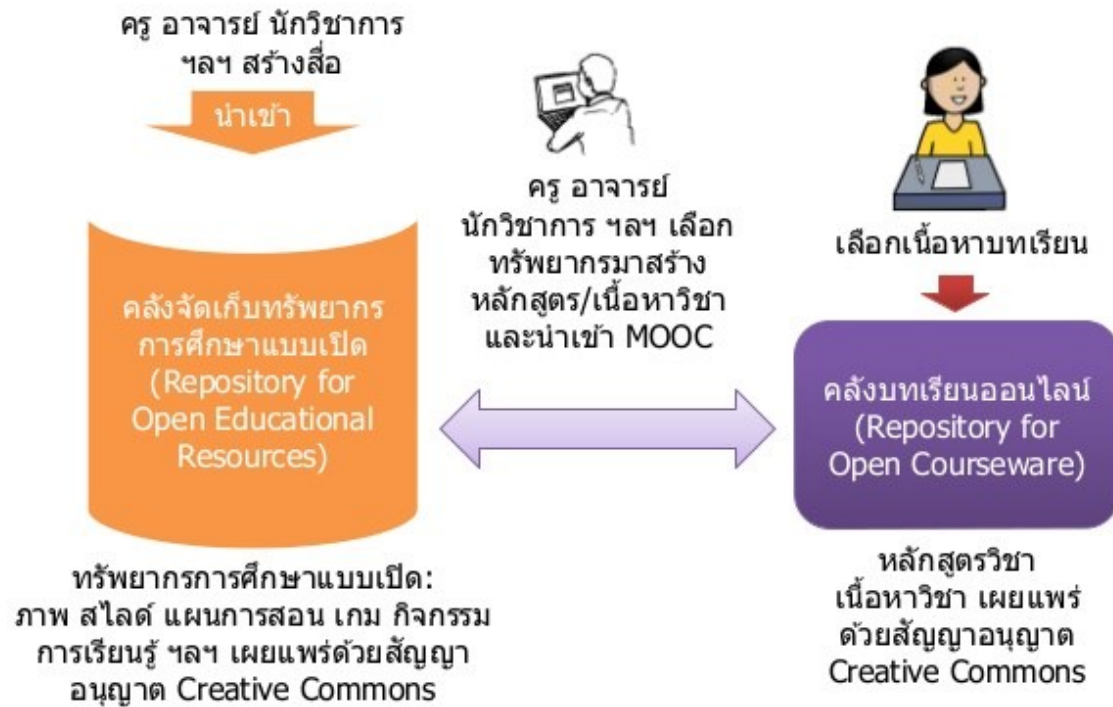 ครู อาจารย์ นักวิชาการ
ฯลฯ สร้างสื่อ
นำเข้า
คลังจัดเก็บทรัพยากร
การศึกษาแบบเปิด
(Repository for
Open Educational
Resources)
ทรัพยากรการศึกษาแบบเปิด:
ภาพ สไลด์ แผนการสอน เกม กิจกรรม
การเรียนรู้ ฯลฯ เผยแพร่ด้วยสัญญา
อนุญาต Creative Commons
ครู อาจารย์
นักวิชาการ ฯลฯ เลือก
ทรัพยากรมาสร้าง
หลักสูตร/เนื้อหาวิชา
และนำเข้า MOOC
เลือกเนื้อหาบทเรียน
คลังบทเรียนออนไลน์
(Repository for
Open Courseware)
หลักสูตรวิชา
เนื้อหาวิชา เผยแพร่
ด้วยสัญญาอนุญาต
Creative Commons